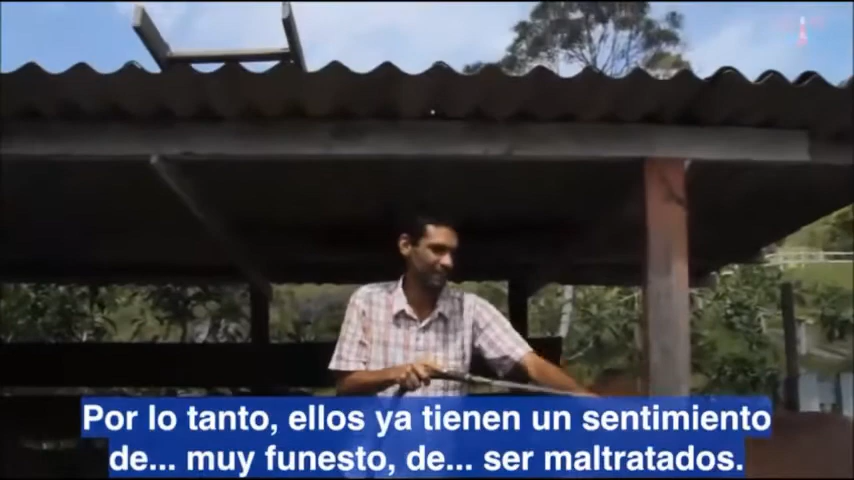 Por lo tanto, ellos ya tienen un sentimiento
de... muy funesto, de... ser maltratados.